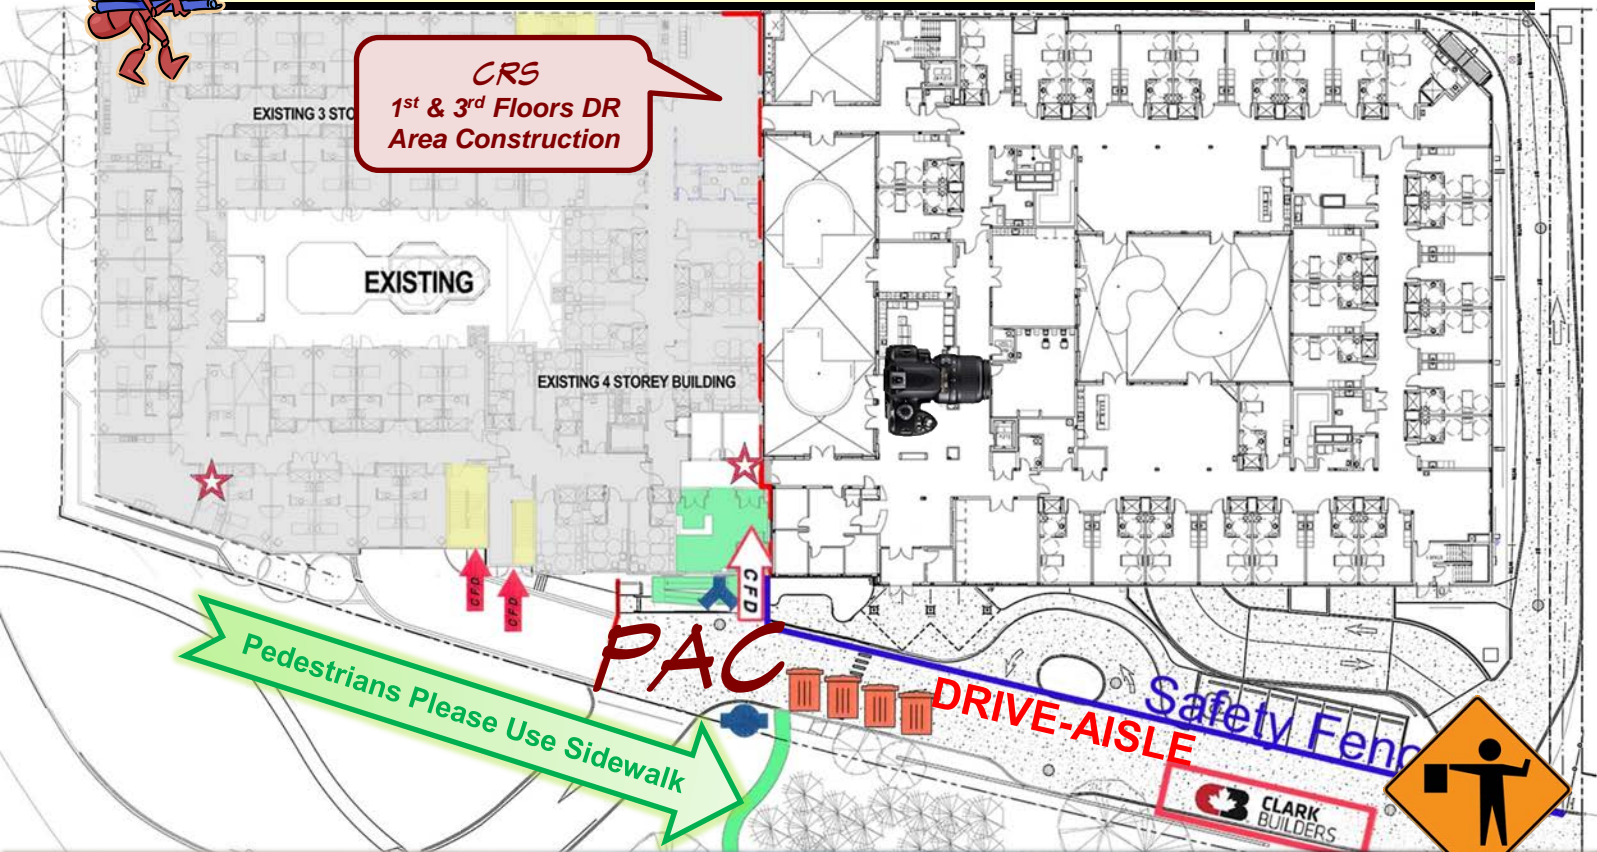 CRS
1st & 3rd Floors DR
Area Construction
EXISTING 3 STO
EXISTING
EXISTING 4 STOREY BUILDING
CFD
CFD
CFD
PAC
Pedestrians Please Use Sidewalk
DRIVE-AISLE
Safety Fenc
CLARK
BUILDERS